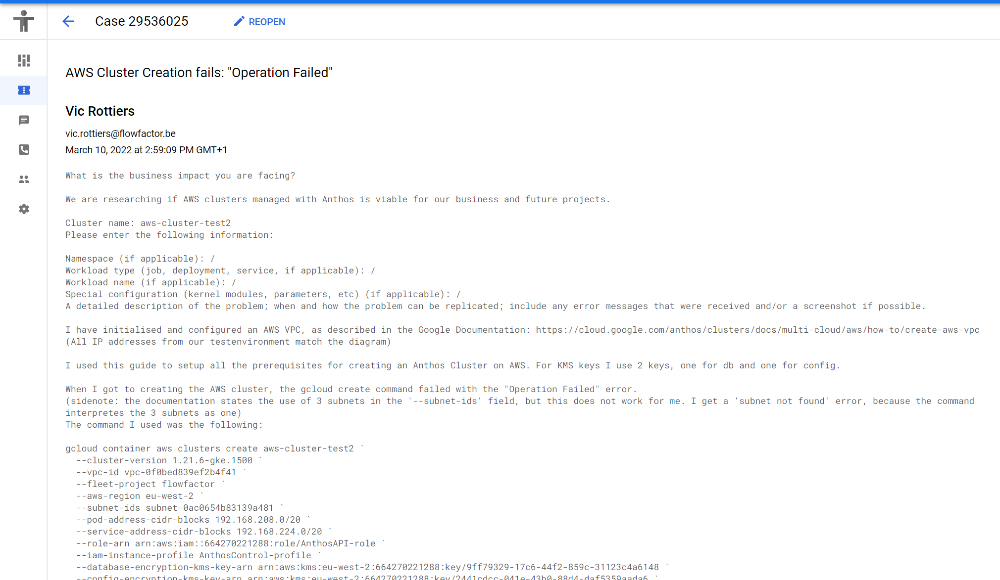 Case 29536025
REOPEN
AWS Cluster Creation fails: "Operation Failed"
Vic Rottiers
vic.rottiers@flowfactor.be
March 10, 2022 at 2:59:09 PM GMT+1
What is the business impact you are facing?
We are researching if AWS clusters managed with Anthos is viable for our business and future projects.
Cluster name: aws-cluster-test2
Please enter the following information:
Namespace (if applicable): /
Workload type (job, deployment, service, if applicable): /
Workload name (if applicable): /
Special configuration (kernel modules, parameters, etc) (if applicable): /
A detailed description of the problem; when and how the problem can be replicated; include any error messages that were received and/or a screenshot if possible.
I have initialised and configured an AWS VPC, as described in the Google Documentation: https://cloud.google.com/anthos/clusters/docs/multi-cloud/aws/how-to/create-aws-vpc
(All IP addresses from our testenvironment match the diagram)
I used this guide to setup all the prerequisites for creating an Anthos Cluster on AWS. For KMS keys I use 2 keys, one for db and one for config.
When I got to creating the AWS cluster, the gcloud create command failed with the "Operation Failed" error.
(sidenote: the documentation states the use of 3 subnets in the '--subnet-ids' field, but this does not work for me. I get a 'subnet not found' error, because the command
interpretes the 3 subnets as one)
The command I used was the following:
gcloud container aws clusters create aws-cluster-test2 `
--cluster-version 1.21.6-gke.1500 `
--vpc-id vpc-0f0bed839ef2b4f41 `
--fleet-project flowfactor `
--aws-region eu-west-2 `
--subnet-ids subnet-0ac0654b83139a481 `
--pod-address-cidr-blocks 192.168.208.0/20 `
--service-address-cidr-blocks 192.168.224.0/20 `
--role-arn arn:aws:iam::664270221288:role/AnthosAPI-role `
--iam-instance-profile AnthosControl-profile `
--database-encryption-kms-key-arn arn:aws:kms:eu-west-2:664270221288:key/9ff79329-17c6-44f2-859c-31123c4a6148 `
--config-encryption-kms-key-arn arn:aws:kms:eu-west-2:664270221288:key/2441cdcc-041e-43b0-88d4-daf5359aada6 `